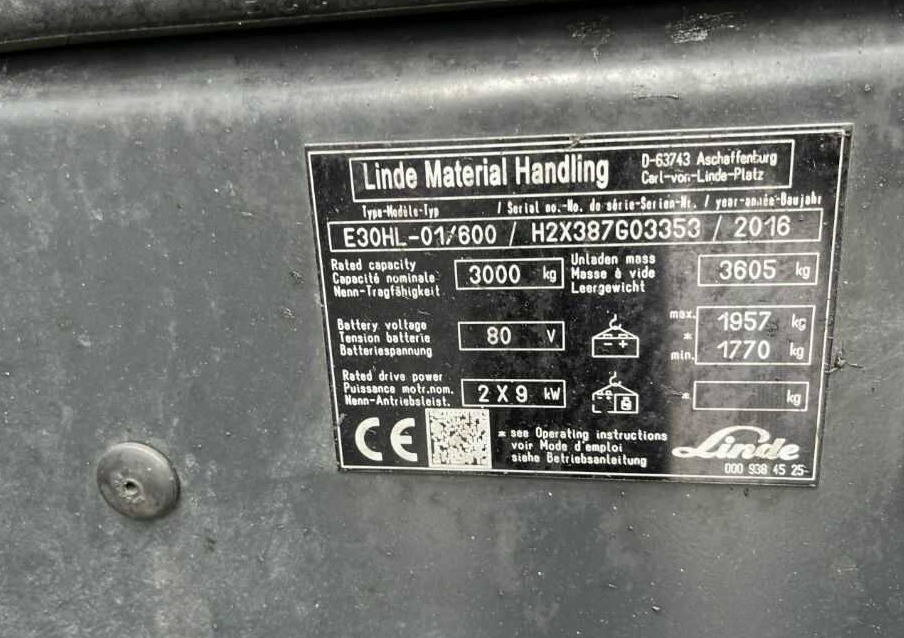 Linde Material Handling
D-63743 Aschaffenburg
Carl-von-Linde-Platz
Type-Modèle-Typ / Serial no.-No. de série-Serien-Nr. / year-année-Baujahr
E30HL-01/600 / H2X387G03353 / 2016
Rated capacity
Capacité nominale
Nenn-Tragfähigkeit
3000 kg
Unladen mass
Masse à vide
Leergewicht
3605 kg
Battery voltage
Tension batterie
Batteriespannung
80 V
- +
max. 1957 kg
*
min. 1770 kg
Rated drive power
Puissance motr.nom.
Nenn-Antriebsleist.
2 X 9 kW
* kg
CE
* see Operating instructions
voir Mode d'emploi
siehe Betriebsanleitung
Linde
000 938 45 25